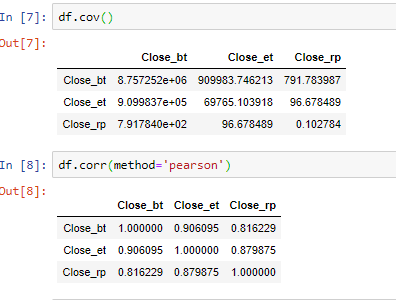 In [7]: df.cov()
Out[7]:
Close_bt Close_et Close_rp
Close_bt 8.757252e+06 909983.746213 791.783987
Close_et 9.099837e+05 69765.103918 96.678489
Close_rp 7.917840e+02 96.678489 0.102784
In [8]: df.corr(method='pearson')
Out[8]:
Close_bt Close_et Close_rp
Close_bt 1.000000 0.906095 0.816229
Close_et 0.906095 1.000000 0.879875
Close_rp 0.816229 0.879875 1.000000